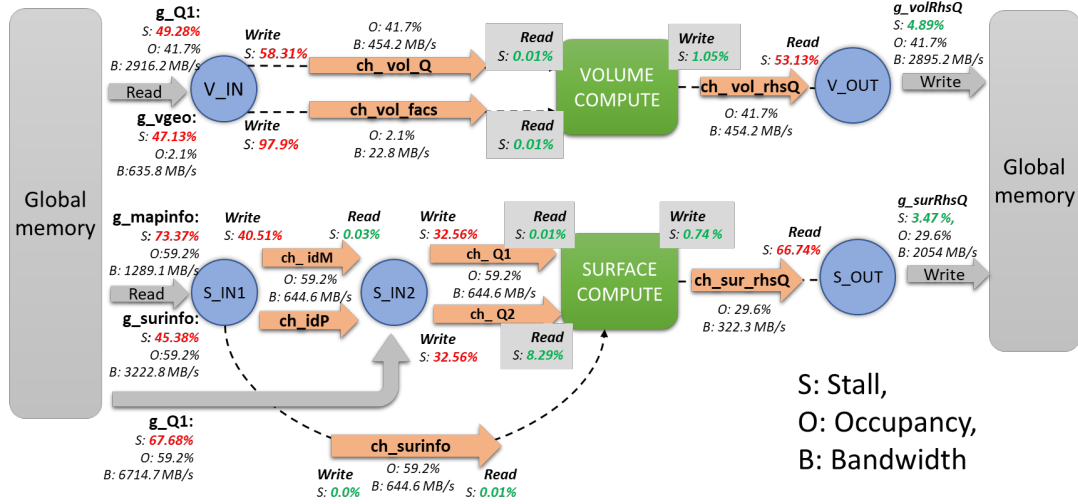 g_Q1:
S: 49.28%
O: 41.7%
B: 2916.2 MB/s
Read
g_vgeo:
S: 47.13%
O:2.1%
B:635.8 MB/s
V_IN
Write
S: 58.31%
O: 41.7%
B: 454.2 MB/s
ch_ vol_Q
Read
S: 0.01%
ch_vol_facs
Write
S: 97.9%
O: 2.1%
B: 22.8 MB/s
Read
S: 0.01%
VOLUME
COMPUTE
Write
S: 1.05%
ch_ vol_rhsQ
O: 41.7%
B: 454.2 MB/s
Read
S: 53.13%
V_OUT
g_volRhsQ
S: 4.89%
O: 41.7%
B: 2895.2 MB/s
Write
Global
memory
Global
memory
g_mapinfo:
S: 73.37%
O:59.2%
B: 1289.1 MB/s
Read
g_surinfo:
S: 45.38%
O:59.2%
B: 3222.8 MB/s
S_IN1
Write
S: 40.51%
Read
S: 0.03%
ch_ idM
O: 59.2%
B: 644.6 MB/s
ch_idP
S_IN2
Write
S: 32.56%
Read
S: 0.01%
ch_ Q1
O: 59.2%
B: 644.6 MB/s
ch_ Q2
Write
S: 32.56%
Read
S: 8.29%
SURFACE
COMPUTE
Write
S: 0.74 %
ch_sur_rhsQ
O: 29.6%
B: 322.3 MB/s
Read
S: 66.74%
S_OUT
g_surRhsQ
S: 3.47 %,
O: 29.6%
B: 2054 MB/s
Write
g_Q1:
S: 67.68%
O: 59.2%
B: 6714.7 MB/s
ch_surinfo
Write
S: 0.0%
O: 59.2%
B: 644.6 MB/s
Read
S: 0.01%
S: Stall,
O: Occupancy,
B: Bandwidth